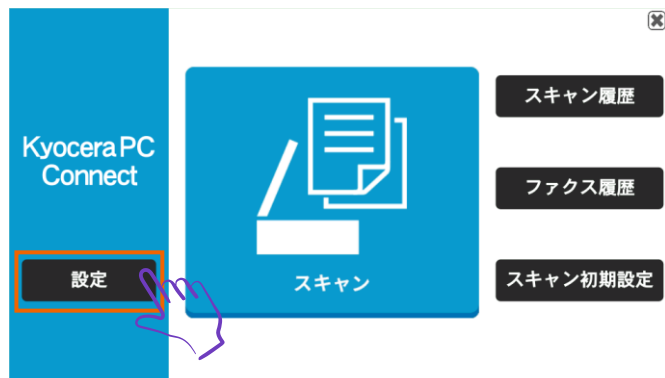 Kyocera PC
Connect
設定
スキャン
スキャン履歴
ファクス履歴
スキャン初期設定